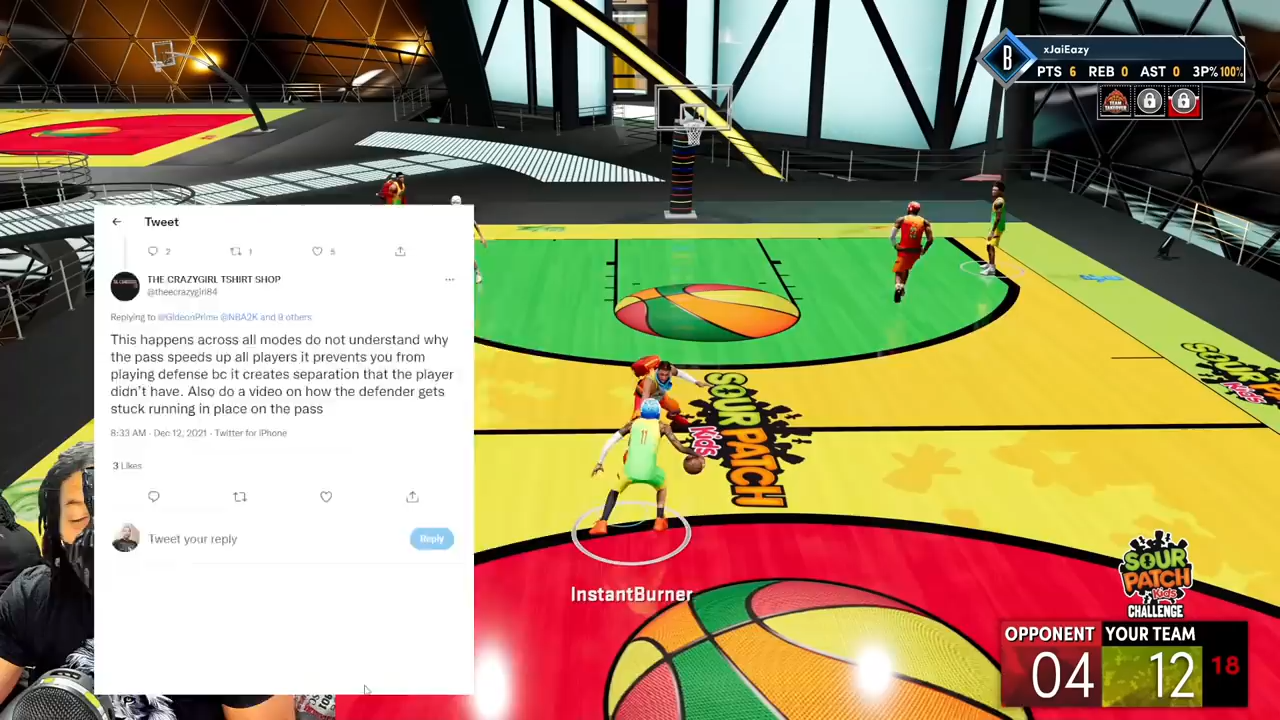 xJaiEazy
B
PTS 6 REB 0 AST 0 3P% 100%
Tweet
2 1 5
THE CRAZYGIRL TSHIRT SHOP
@theecrazygirl84
Replying to @GideonPrime @NBA2K and 8 others
This happens across all modes do not understand why
the pass speeds up all players it prevents you from
playing defense bc it creates separation that the player
didn't have. Also do a video on how the defender gets
stuck running in place on the pass
8:33 AM · Dec 12, 2021 · Twitter for iPhone
3 Likes
Tweet your reply
Reply
SOUR PATCH Kids
SOUR PATCH Kids
11
InstantBurner
SOUR
PATCH
Kids
CHALLENGE
OPPONENT YOUR TEAM
04 12 18